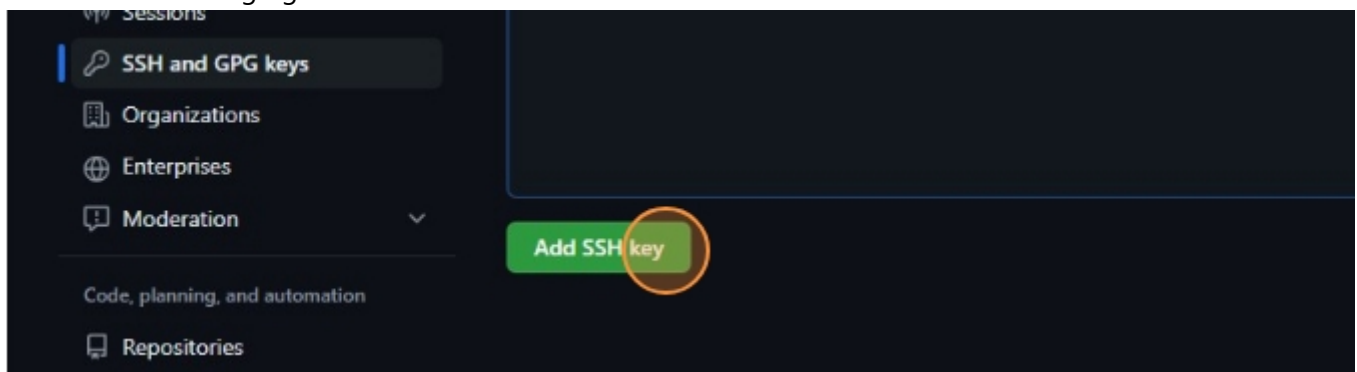 Sessions
SSH and GPG keys
Organizations
Enterprises
Moderation
Add SSH key
Code, planning, and automation
Repositories